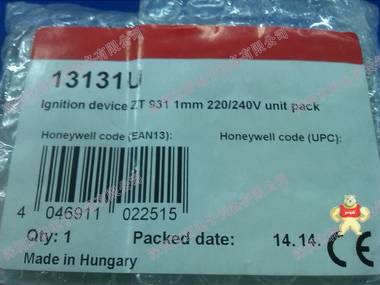 13131U
Ignition device ZT 931 1mm 220/240V unit pack
Honeywell code (EAN13):
Honeywell code (UPC):
4 046911 022515
Qty: 1 Packed date: 14.14.
Made in Hungary
CE